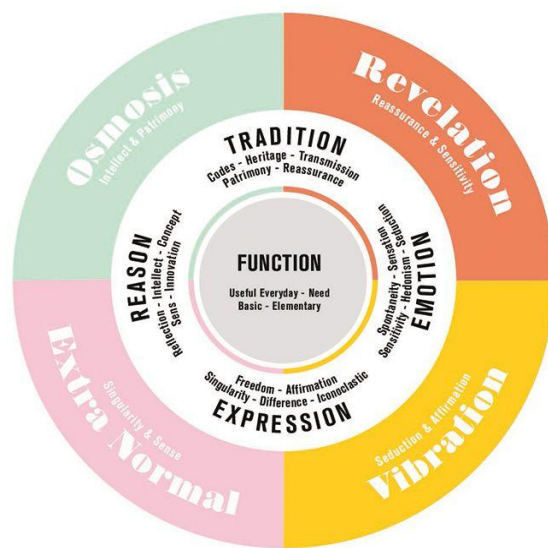 Osmosis
Intellect & Patrimony
Revelation
Reassurance & Sensitivity
TRADITION
Codes - Heritage - Transmission
Patrimony - Reassurance
REASON
Reflection - Intellect - Concept
Sens - Innovation
FUNCTION
Useful Everyday - Need
Basic - Elementary
Spontaneity - Sensation
Sensitivity - Hedonism - Seduction
EMOTION
Freedom - Affirmation
Singularity - Difference - Iconoclastic
EXPRESSION
Singularity & Sense
Extra Normal
Seduction & Affirmation
Vibration